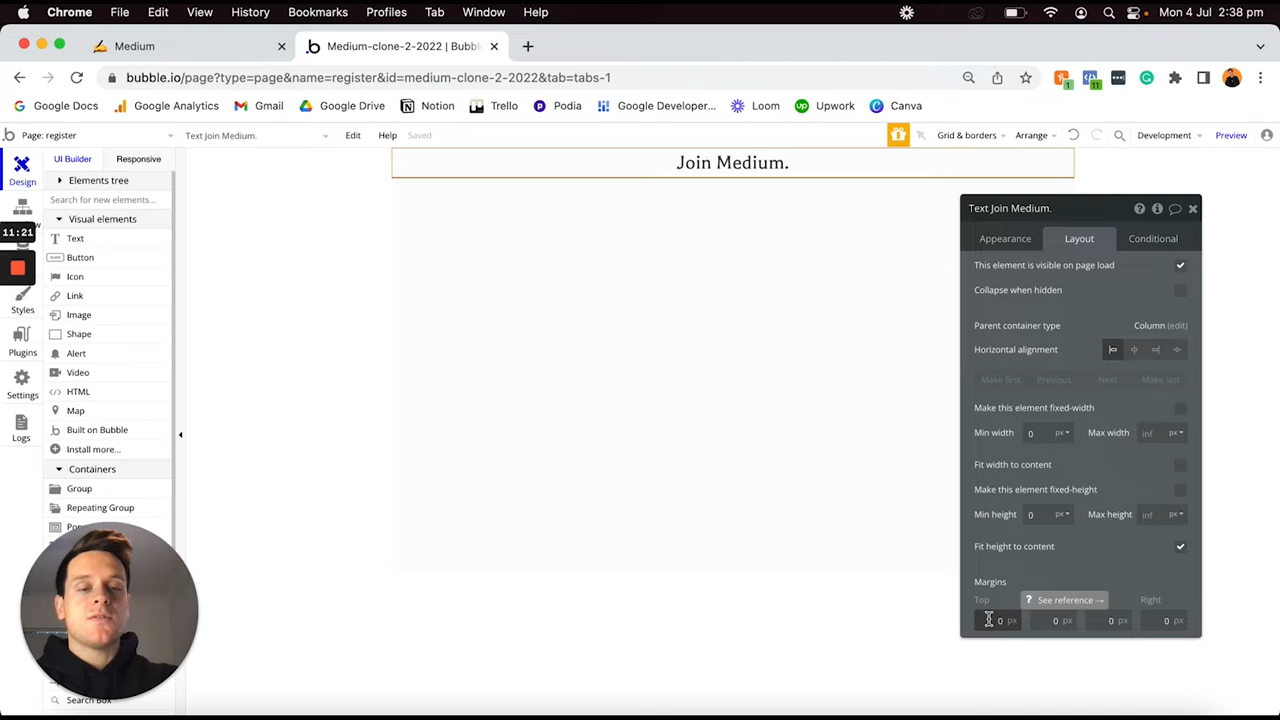 Chrome File Edit View History Bookmarks Profiles Tab Window Help Mon 4 Jul 2:38 pm
Medium Medium-clone-2-2022 | Bubbl
bubble.io/page?type=page&name=register&id=medium-clone-2-2022&tab=tabs-1
Google Docs Google Analytics Gmail Google Drive Notion Trello Podia Google Developer... Loom Upwork Canva
Page: register Text Join Medium. Edit Help Saved Grid & borders Arrange Development Preview
UI Builder Responsive
Design
Elements tree
Search for new elements...
Visual elements
11:21
Text
Button
Icon
Link
Styles
Image
Shape
Plugins
Alert
Video
Settings
HTML
Map
Logs
Built on Bubble
Install more...
Containers
Group
Repeating Group
Search Box
Join Medium.
Text Join Medium.
Appearance Layout Conditional
This element is visible on page load
Collapse when hidden
Parent container type Column (edit)
Horizontal alignment
Make first Previous Next Make last
Make this element fixed-width
Min width 0 px Max width inf px
Fit width to content
Make this element fixed-height
Min height 0 px Max height inf px
Fit height to content
Margins
Top ? See reference → Right
0 px 0 px 0 px 0 px